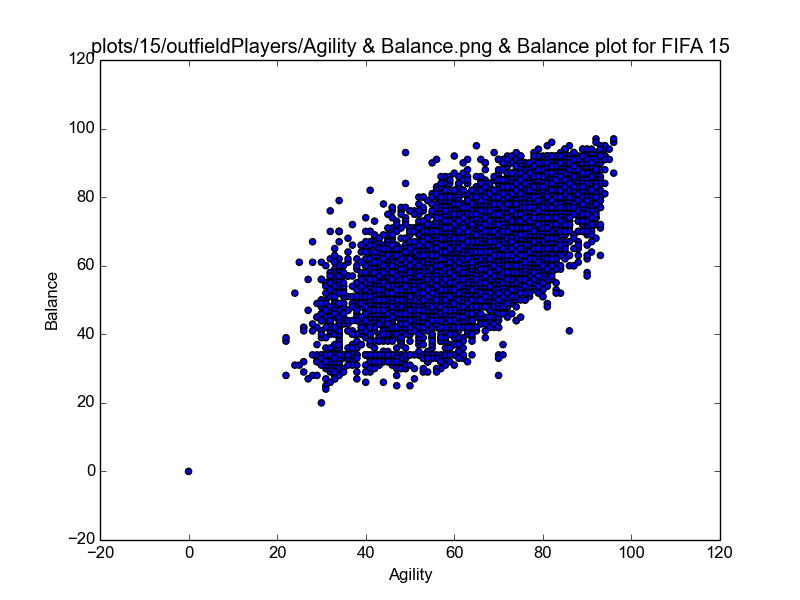 plots/15/outfieldPlayers/Agility & Balance.png & Balance plot for FIFA 15
120
100
80
60
40
20
0
−20
−20 0 20 40 60 80 100 120
Balance
Agility